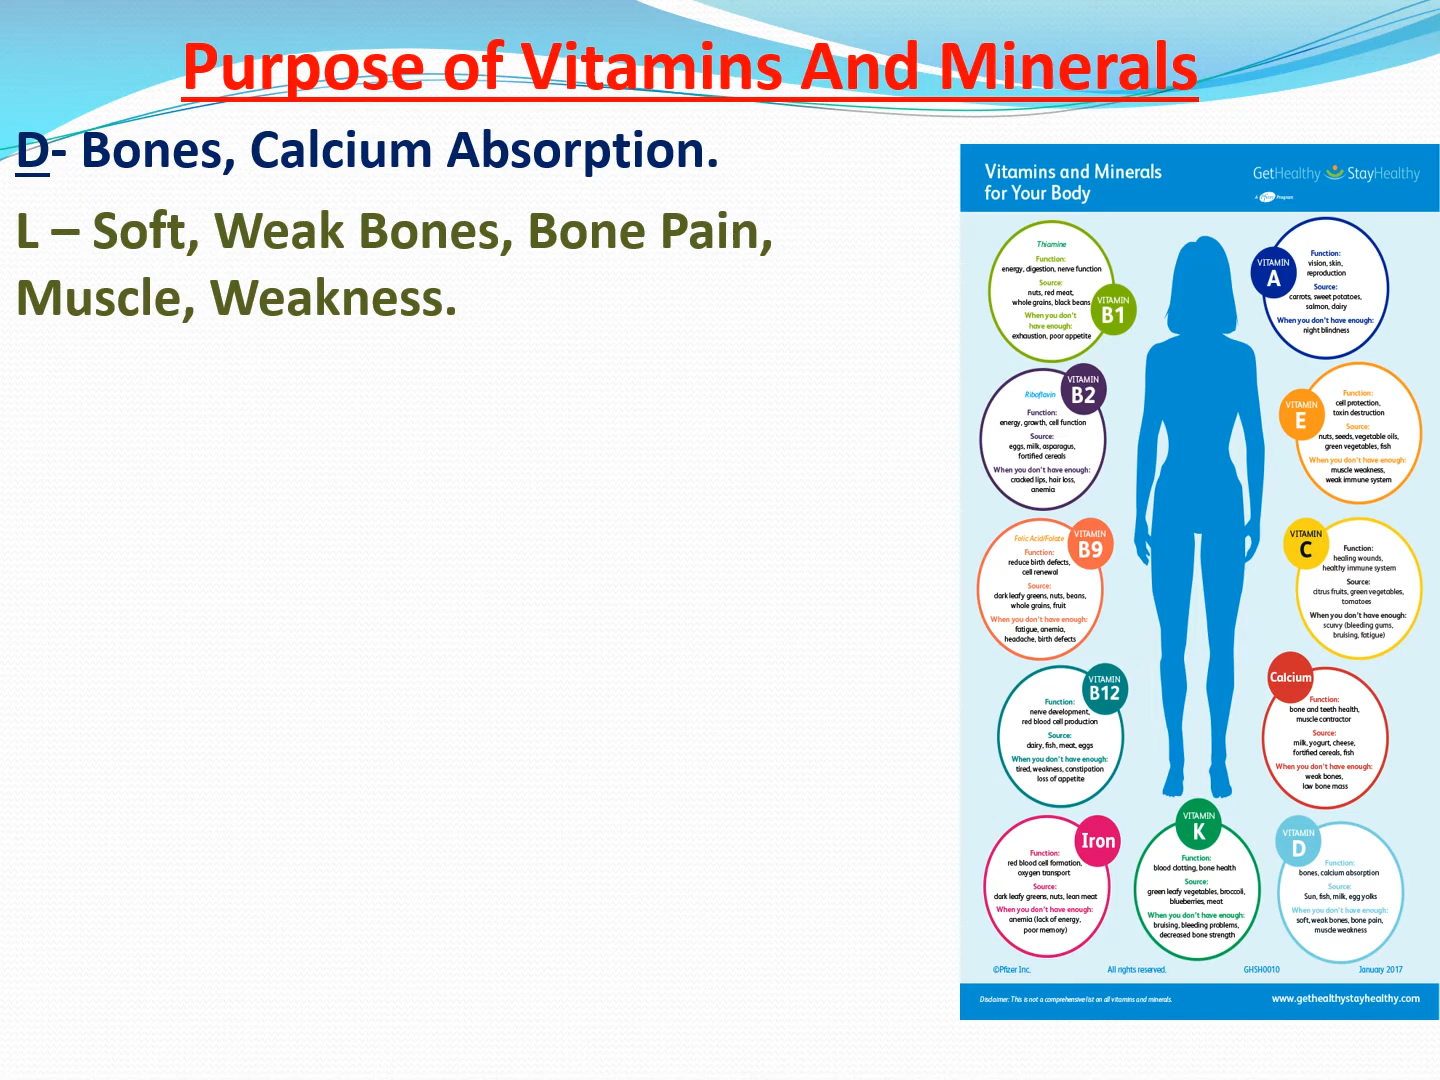 Purpose of Vitamins And Minerals
D- Bones, Calcium Absorption.
L – Soft, Weak Bones, Bone Pain,
Muscle, Weakness.
Vitamins and Minerals
for Your Body
GetHealthy StayHealthy
A Pfizer Program
Thiamine
Function:
energy, digestion, nerve function
Source:
nuts, red meat,
whole grains, black beans
When you don't
have enough:
exhaustion, poor appetite
VITAMIN
B1
VITAMIN
A
Function:
vision, skin,
reproduction
Source:
carrots, sweet potatoes,
salmon, dairy
When you don't have enough:
night blindness
VITAMIN
B2
Riboflavin
Function:
energy, growth, cell function
Source:
eggs, milk, asparagus,
fortified cereals
When you don't have enough:
cracked lips, hair loss,
anemia
VITAMIN
E
Function:
cell protection,
toxin destruction
Source:
nuts, seeds, vegetable oils,
green vegetables, fish
When you don't have enough:
muscle weakness,
weak immune system
VITAMIN
B9
Folic Acid/Folate
Function:
reduce birth defects,
cell renewal
Source:
dark leafy greens, nuts, beans,
whole grains, fruit
When you don't have enough:
fatigue, anemia,
headache, birth defects
VITAMIN
C
Function:
healing wounds,
healthy immune system
Source:
citrus fruits, green vegetables,
tomatoes
When you don't have enough:
scurvy (bleeding gums,
bruising, fatigue)
VITAMIN
B12
Function:
nerve development,
red blood cell production
Source:
dairy, fish, meat, eggs
When you don't have enough:
tired, weakness, constipation
loss of appetite
Calcium
Function:
bone and teeth health,
muscle contractor
Source:
milk, yogurt, cheese,
fortified cereals, fish
When you don't have enough:
weak bones,
low bone mass
Iron
Function:
red blood cell formation,
oxygen transport
Source:
dark leafy greens, nuts, lean meat
When you don't have enough:
anemia (lack of energy,
poor memory)
VITAMIN
K
Function:
blood clotting, bone health
Source:
green leafy vegetables, broccoli,
blueberries, meat
When you don't have enough:
bruising, bleeding problems,
decreased bone strength
VITAMIN
D
Function:
bones, calcium absorption
Source:
Sun, fish, milk, egg yolks
When you don't have enough:
soft, weak bones, bone pain,
muscle weakness
©Pfizer Inc. All rights reserved. GHSH0010 January 2017
Disclaimer: This is not a comprehensive list on all vitamins and minerals. www.gethealthystayhealthy.com